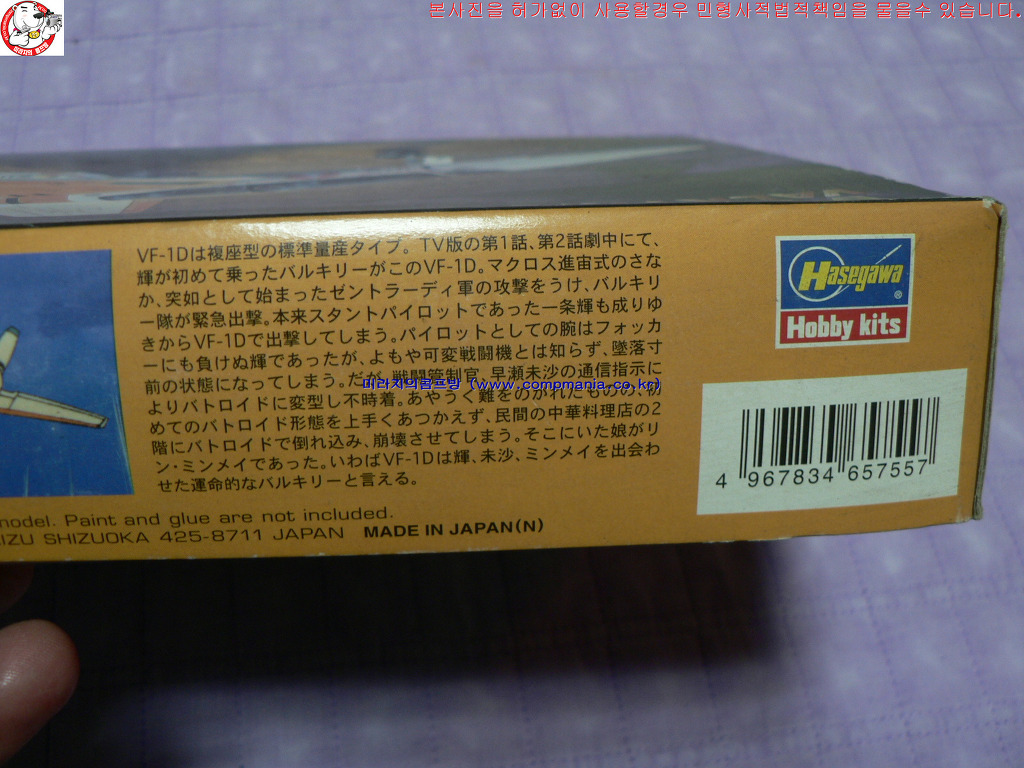 본사진을 허가없이 사용할경우 민형사적법적책임을 물을수 있습니다.
VF-1Dは複座型の標準量産タイプ。TV版の第1話、第2話劇中にて、
輝が初めて乗ったバルキリーがこのVF-1D。マクロス進宙式のさな
か、突如として始まったゼントラーディ軍の攻撃をうけ、バルキリ
ー隊が緊急出撃。本来スタントパイロットであった一条輝も成りゆ
きからVF-1Dで出撃してしまう。パイロットとしての腕はフォッカ
ーにも負けぬ輝であったが、よもや可変戦闘機とは知らず、墜落寸
前の状態になってしまう。だが、戦闘管制官、早瀬未沙の通信指示に
미라지의콤프방 (www.compmania.co.kr)
よりバトロイドに変型し不時着。あやうく難をのがれたものの、初
めてのバトロイド形態を上手くあつかえず、民間の中華料理店の2
階にバトロイドで倒れ込み、崩壊させてしまう。そこにいた娘がリ
ン・ミンメイであった。いわばVF-1Dは輝、未沙、ミンメイを出会わ
せた運命的なバルキリーと言える。
model. Paint and glue are not included.
AIZU SHIZUOKA 425-8711 JAPAN MADE IN JAPAN(N)
Hasegawa ®
Hobby kits
4 967834 657557